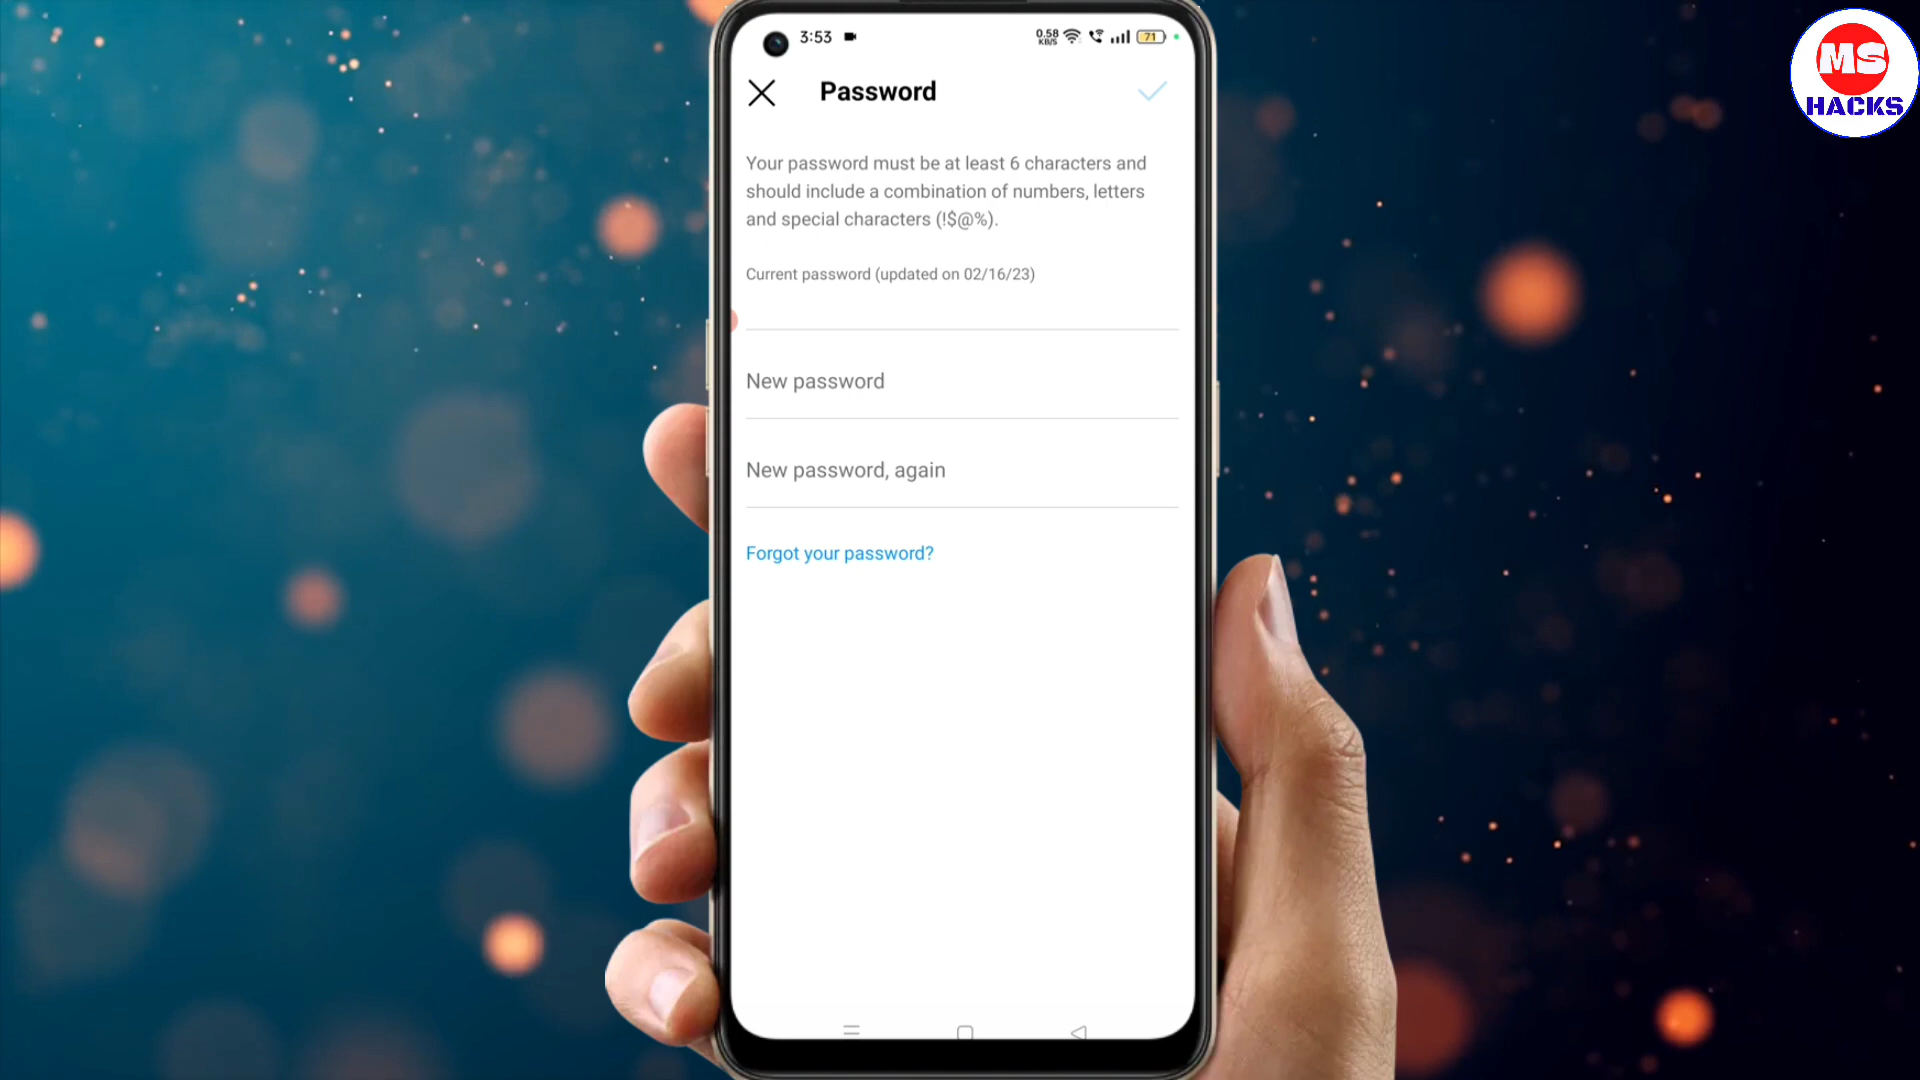 3:53
0.58
KB/S
71
Password
Your password must be at least 6 characters and
should include a combination of numbers, letters
and special characters (!$@%).
Current password (updated on 02/16/23)
New password
New password, again
Forgot your password?
MS
HACKS